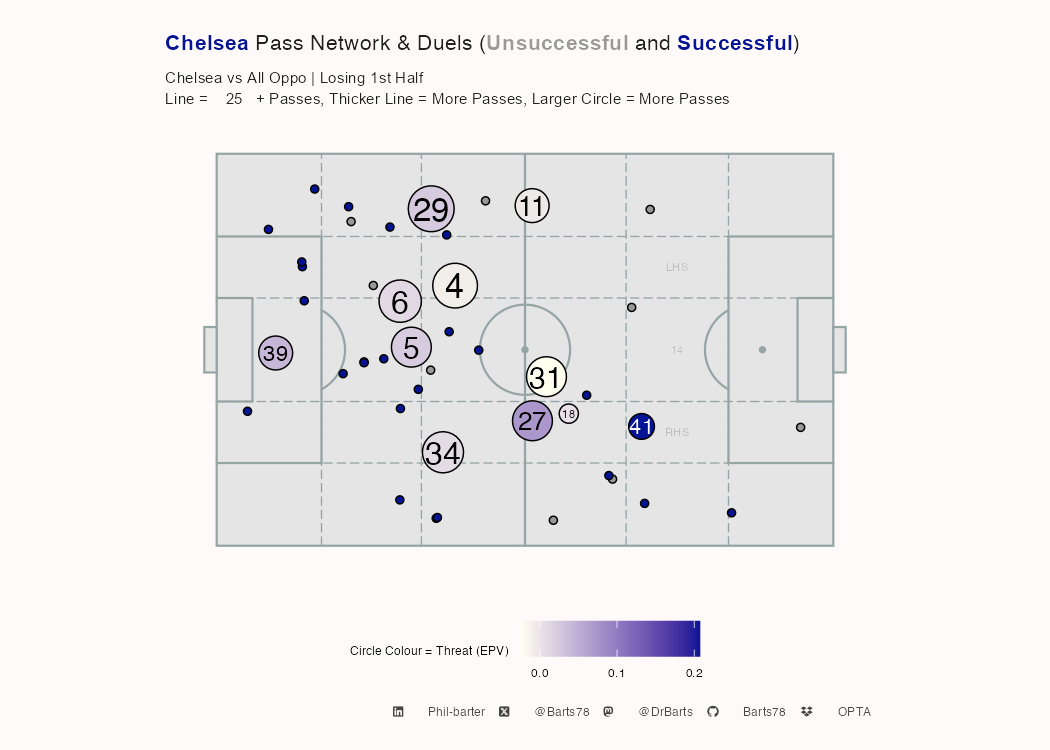 Chelsea Pass Network & Duels (Unsuccessful and Successful)
Chelsea vs All Oppo | Losing 1st Half
Line = 25 + Passes, Thicker Line = More Passes, Larger Circle = More Passes
29
11
LHS
4
6
5
14
39
31
18
27
41
RHS
34
Circle Colour = Threat (EPV)
0.0 0.1 0.2
Phil-barter @Barts78 @DrBarts Barts78 OPTA